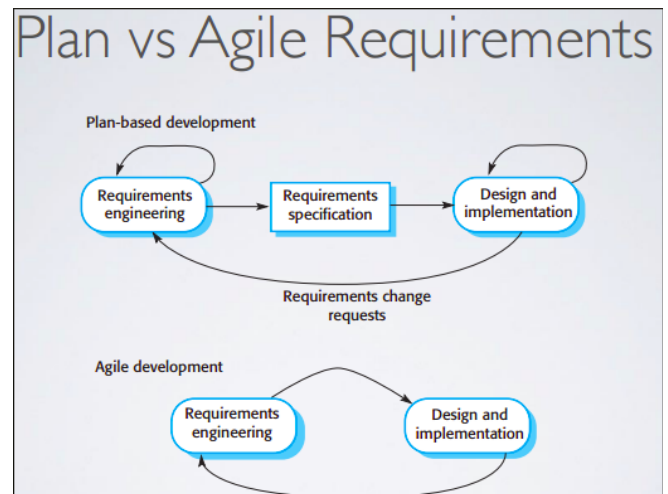 Plan vs Agile Requirements
Plan-based development
Requirements
engineering
Requirements
specification
Design and
implementation
Requirements change
requests
Agile development
Requirements
engineering
Design and
implementation